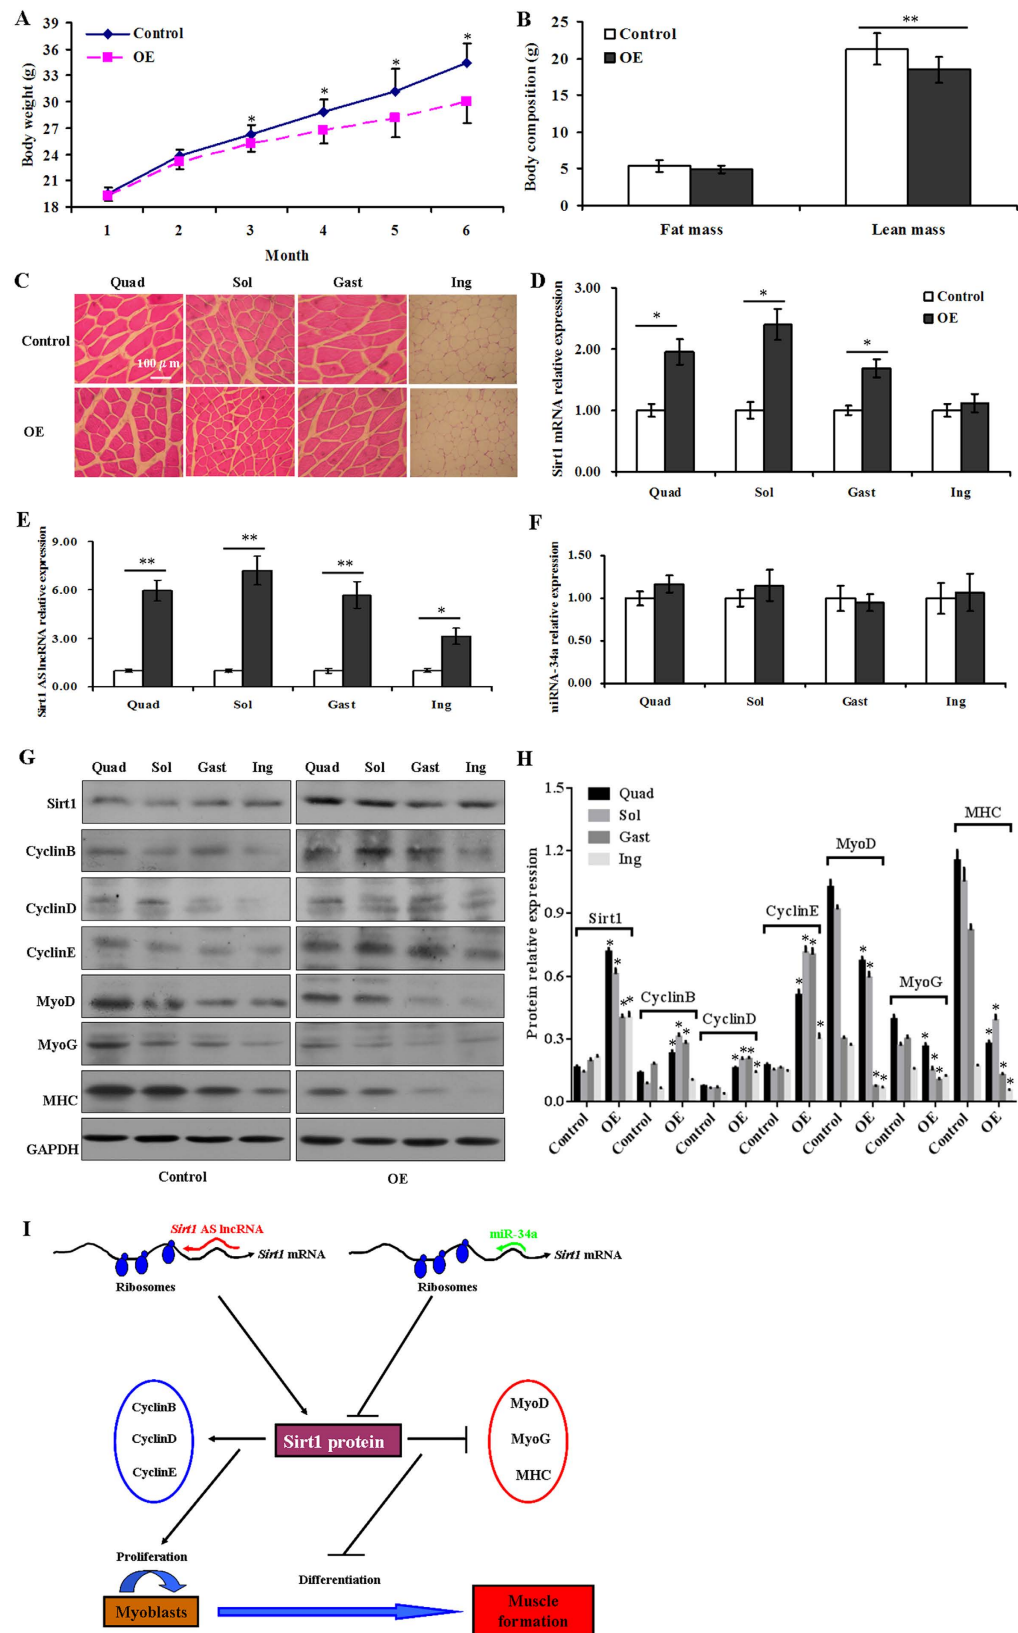 A
Body weight (g)
39
36
33
30
27
24
21
18
Control
OE
*
*
*
*
1 2 3 4 5 6
Month
B
Body composition (g)
25
20
15
10
5
0
Control
OE
**
Fat mass Lean mass
C
Quad Sol Gast Ing
Control
100 μm
OE
D
Sirt1 mRNA relative expression
3.00
2.00
1.00
0.00
Control
OE
*
*
*
Quad Sol Gast Ing
E
Sirt1 AS lncRNA relative expression
9.00
6.00
3.00
0.00
**
**
**
*
Quad Sol Gast Ing
F
miRNA-34a relative expression
1.50
1.00
0.50
0.00
Quad Sol Gast Ing
G
Quad Sol Gast Ing Quad Sol Gast Ing
Sirt1
CyclinB
CyclinD
CyclinE
MyoD
MyoG
MHC
GAPDH
Control OE
H
Protein relative expression
1.5
1.2
0.9
0.6
0.3
0.0
Quad
Sol
Gast
Ing
Sirt1
CyclinB
CyclinD
CyclinE
MyoD
MyoG
MHC
* * * *
* * *
* * * *
* * * *
* * * *
* * *
* * * *
Control OE Control OE Control OE Control OE Control OE Control OE Control OE
I
Sirt1 AS lncRNA
Sirt1 mRNA
Ribosomes
miR-34a
Sirt1 mRNA
Ribosomes
CyclinB
CyclinD
CyclinE
Sirt1 protein
MyoD
MyoG
MHC
Proliferation
Myoblasts
Differentiation
Muscle
formation